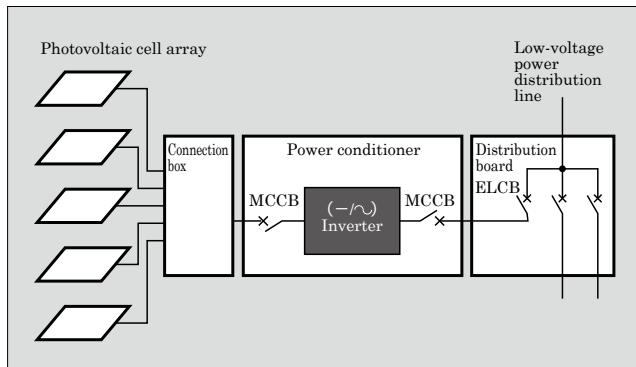 Photovoltaic cell array
Low-voltage
power
distribution
line
Connection
box
Power conditioner
Distribution
board
MCCB
(−/∿)
Inverter
MCCB
ELCB